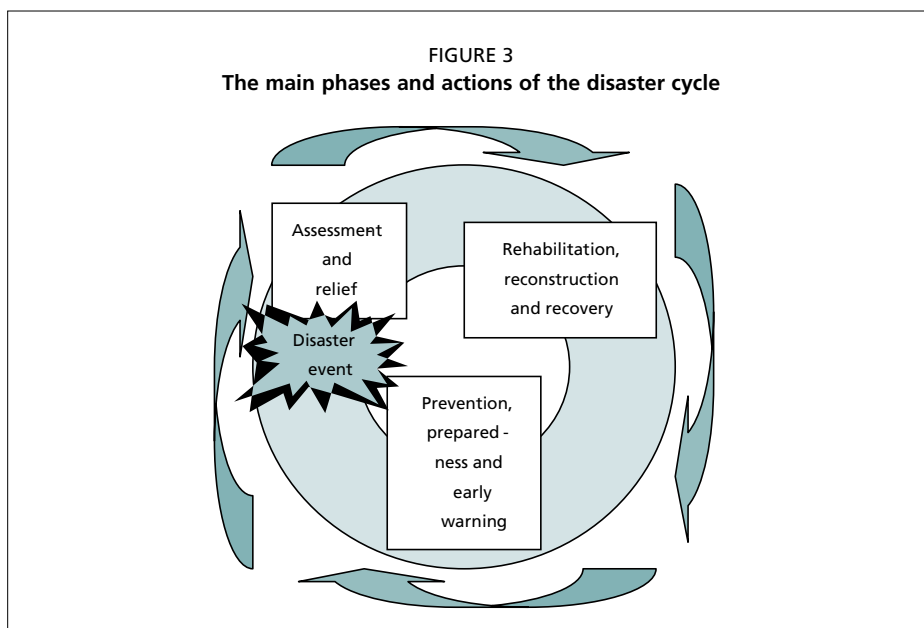 FIGURE 3
The main phases and actions of the disaster cycle
Assessment
and
relief
Rehabilitation,
reconstruction
and recovery
Disaster
event
Prevention,
prepared -
ness and
early
warning